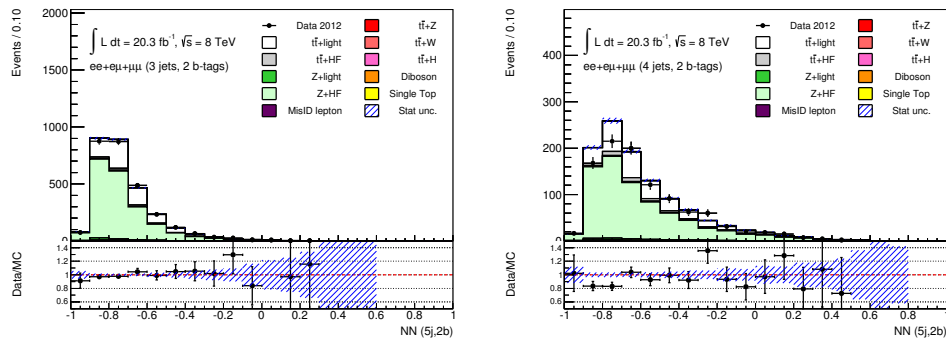 Events / 0.10
2000
1500
1000
500
0
∫ L dt = 20.3 fb⁻¹, √s = 8 TeV
ee+eμ+μμ (3 jets, 2 b-tags)
Data 2012
tt̄+light
tt̄+HF
Z+light
Z+HF
MisID lepton
tt̄+Z
tt̄+W
tt̄+H
Diboson
Single Top
Stat unc.
Data/MC
1.4
1.2
1.0
0.8
0.6
-1 -0.8 -0.6 -0.4 -0.2 0 0.2 0.4 0.6 0.8 1
NN (5j,2b)
Events / 0.10
400
200
0
∫ L dt = 20.3 fb⁻¹, √s = 8 TeV
ee+eμ+μμ (4 jets, 2 b-tags)
Data 2012
tt̄+light
tt̄+HF
Z+light
Z+HF
MisID lepton
tt̄+Z
tt̄+W
tt̄+H
Diboson
Single Top
Stat unc.
Data/MC
1.4
1.2
1.0
0.8
0.6
-1 -0.8 -0.6 -0.4 -0.2 0 0.2 0.4 0.6 0.8 1
NN (5j,2b)